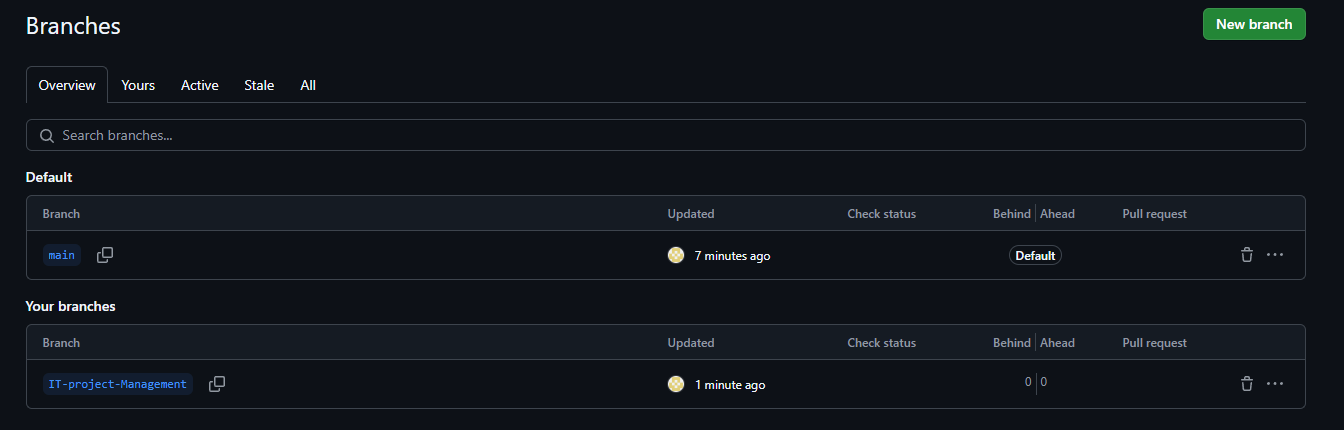 Branches
New branch
Overview Yours Active Stale All
Search branches...
Default
Branch Updated Check status Behind Ahead Pull request
main 7 minutes ago Default
Your branches
Branch Updated Check status Behind Ahead Pull request
IT-project-Management 1 minute ago 0 0